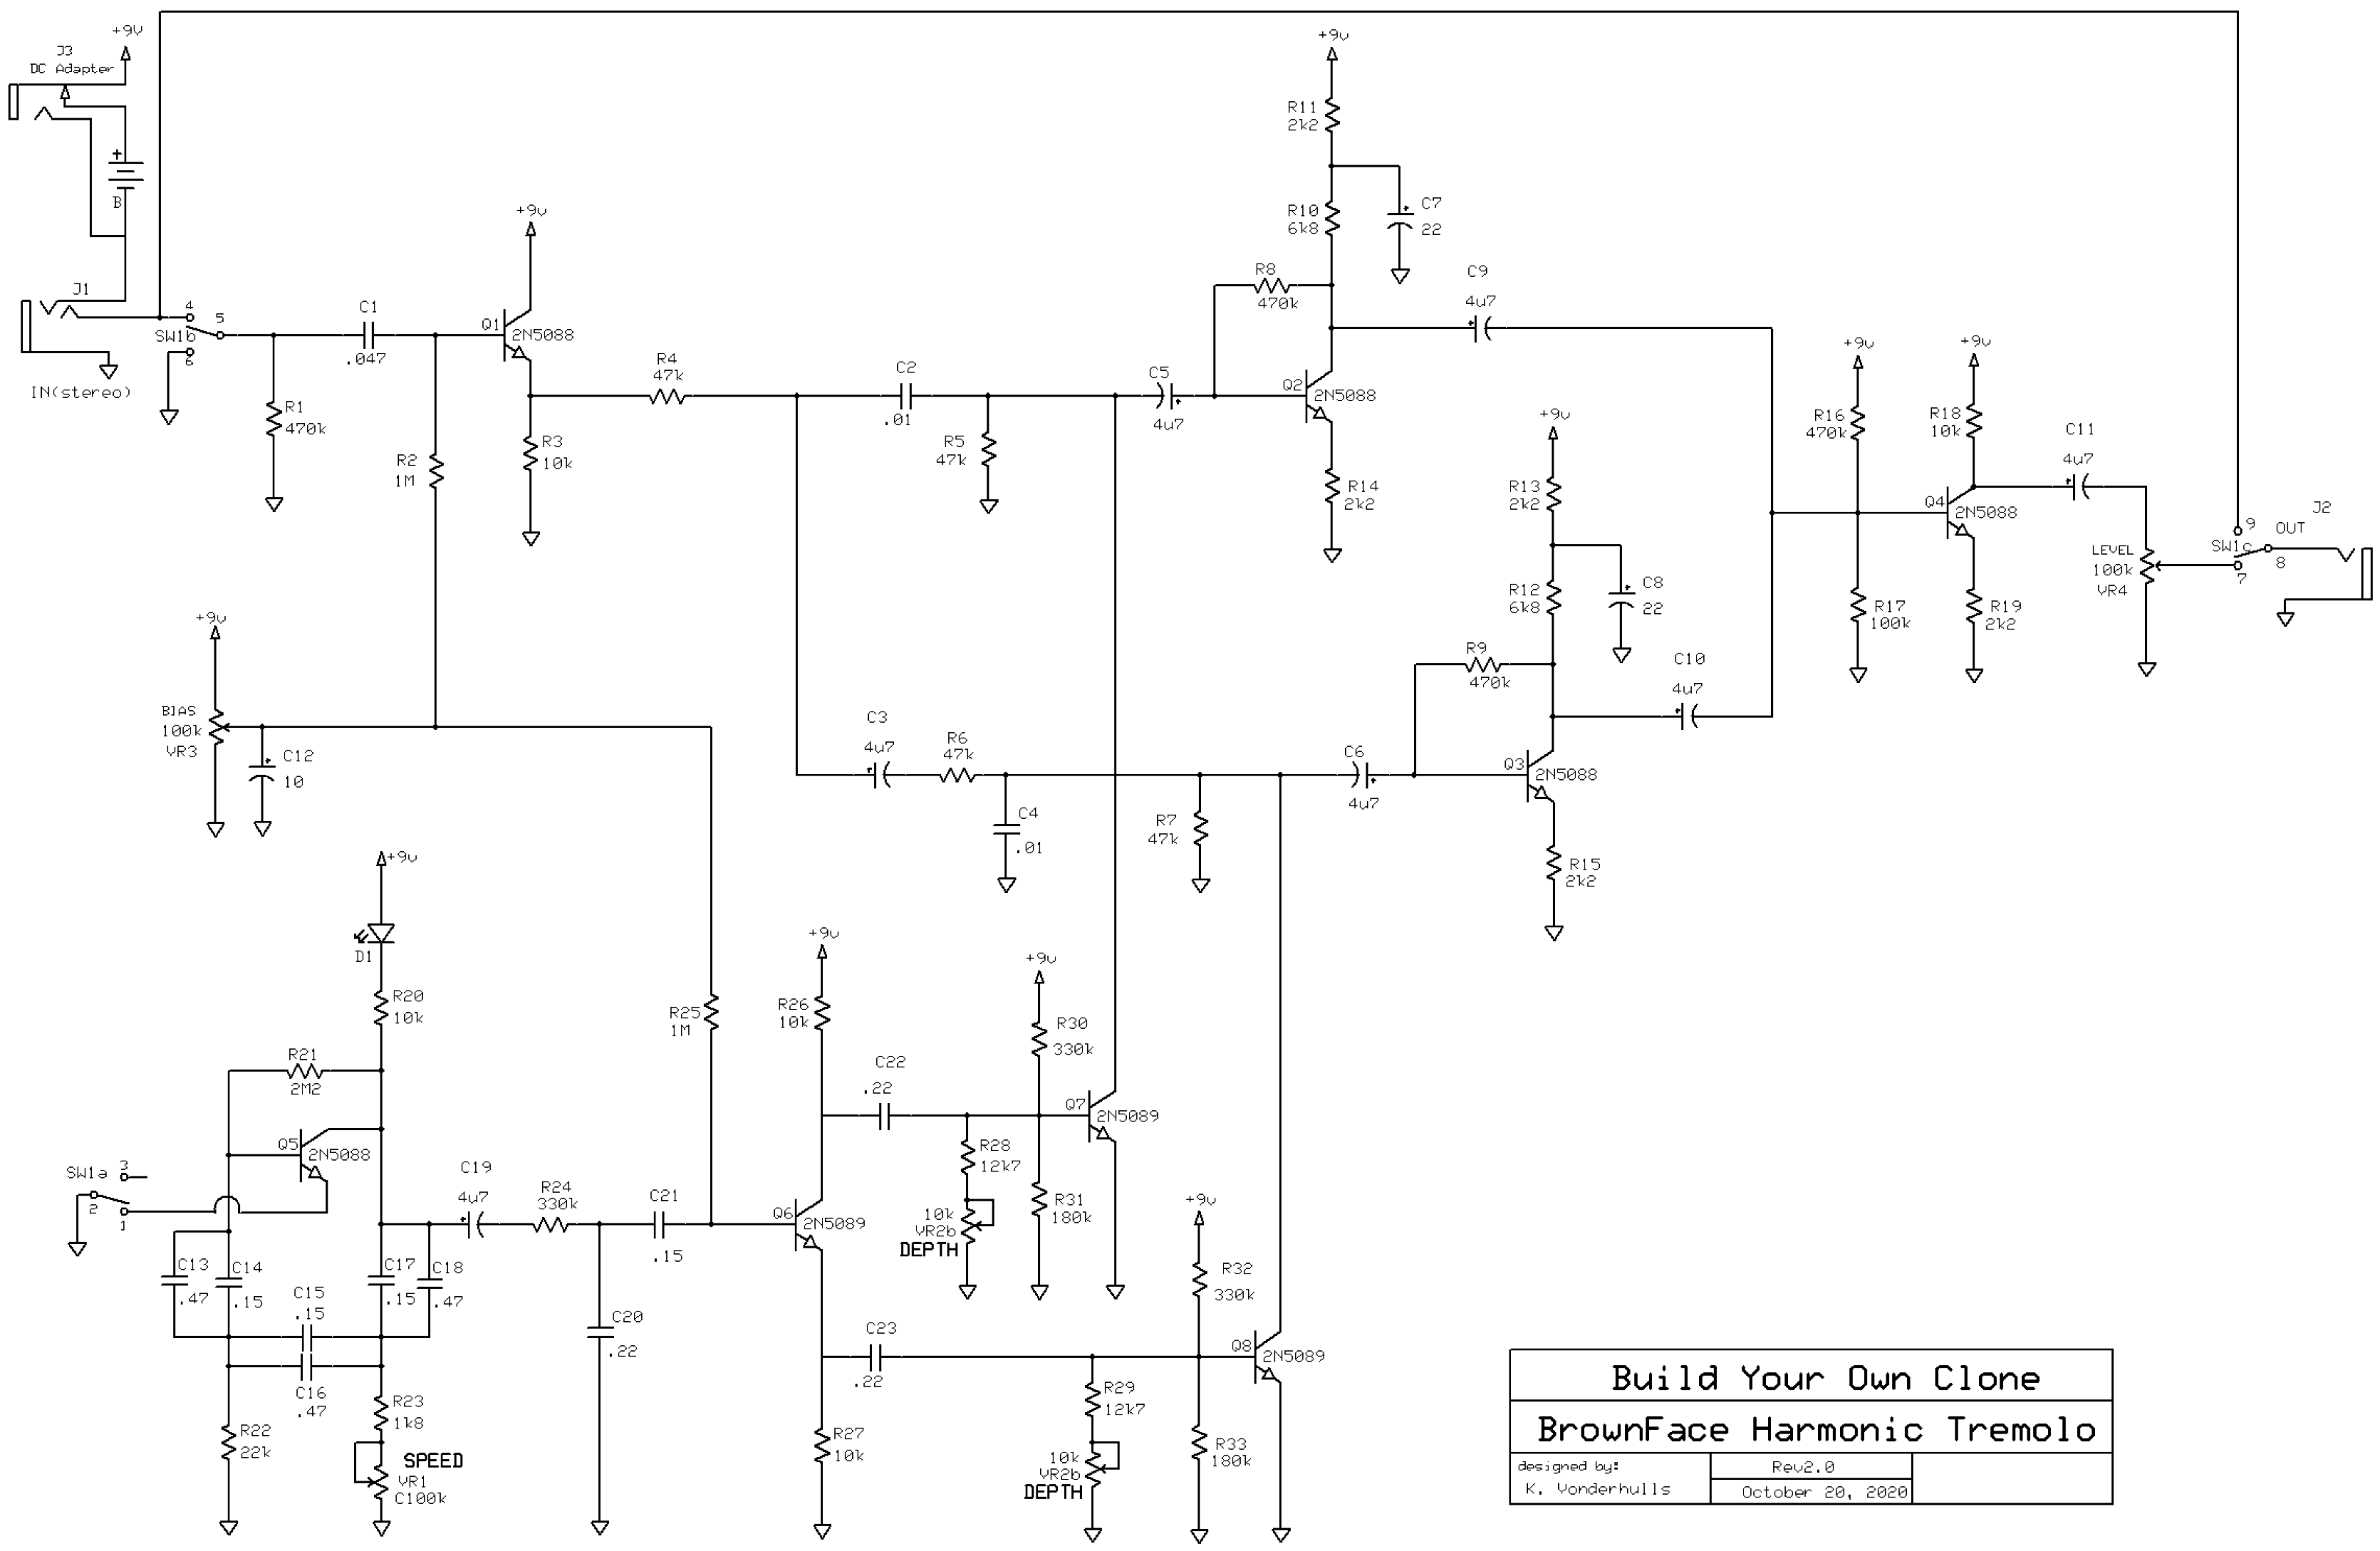 +9v
J3
DC Adapter
+
B
J1
IN(stereo)
4
5
SW1b
6
C1
.047
R1
470k
R2
1M
+9v
Q1
2N5088
R3
10k
R4
47k
C2
.01
R5
47k
C5
4u7
+9v
R11
2k2
R10
6k8
C7
22
R8
470k
Q2
2N5088
R14
2k2
C9
4u7
+9v
R13
2k2
R12
6k8
C8
22
R9
470k
C10
4u7
Q3
2N5088
R15
2k2
+9v
R16
470k
R17
100k
+9v
R18
10k
Q4
2N5088
R19
2k2
C11
4u7
LEVEL
100k
VR4
9
SW1c
7
8
OUT
J2
+9v
BIAS
100k
VR3
C12
10
C3
4u7
R6
47k
C4
.01
R7
47k
C6
4u7
+9v
D1
R20
10k
R21
2M2
Q5
2N5088
SW1a
3
2
1
C13
.47
C14
.15
C15
.15
C16
.47
C17
.15
C18
.47
R22
22k
R23
1k8
SPEED
VR1
C100k
C19
4u7
R24
330k
C20
.22
C21
.15
R25
1M
+9v
R26
10k
Q6
2N5089
R27
10k
C22
.22
R28
12k7
10k
VR2b
DEPTH
+9v
R30
330k
R31
180k
Q7
2N5089
C23
.22
R29
12k7
10k
VR2b
DEPTH
+9v
R32
330k
R33
180k
Q8
2N5089
Build Your Own Clone
BrownFace Harmonic Tremolo
designed by:
K. Vonderhulls
Rev2.0
October 20, 2020